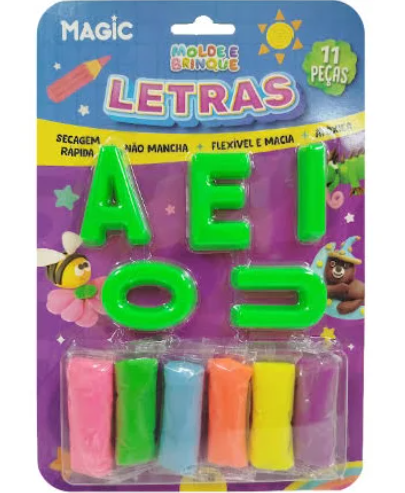 MAGIC
MOLDE E
BRINQUE
11
PEÇAS
LETRAS
SECAGEM
RÁPIDA
+ NÃO MANCHA + FLEXÍVEL E MACIA +
A E I
O U